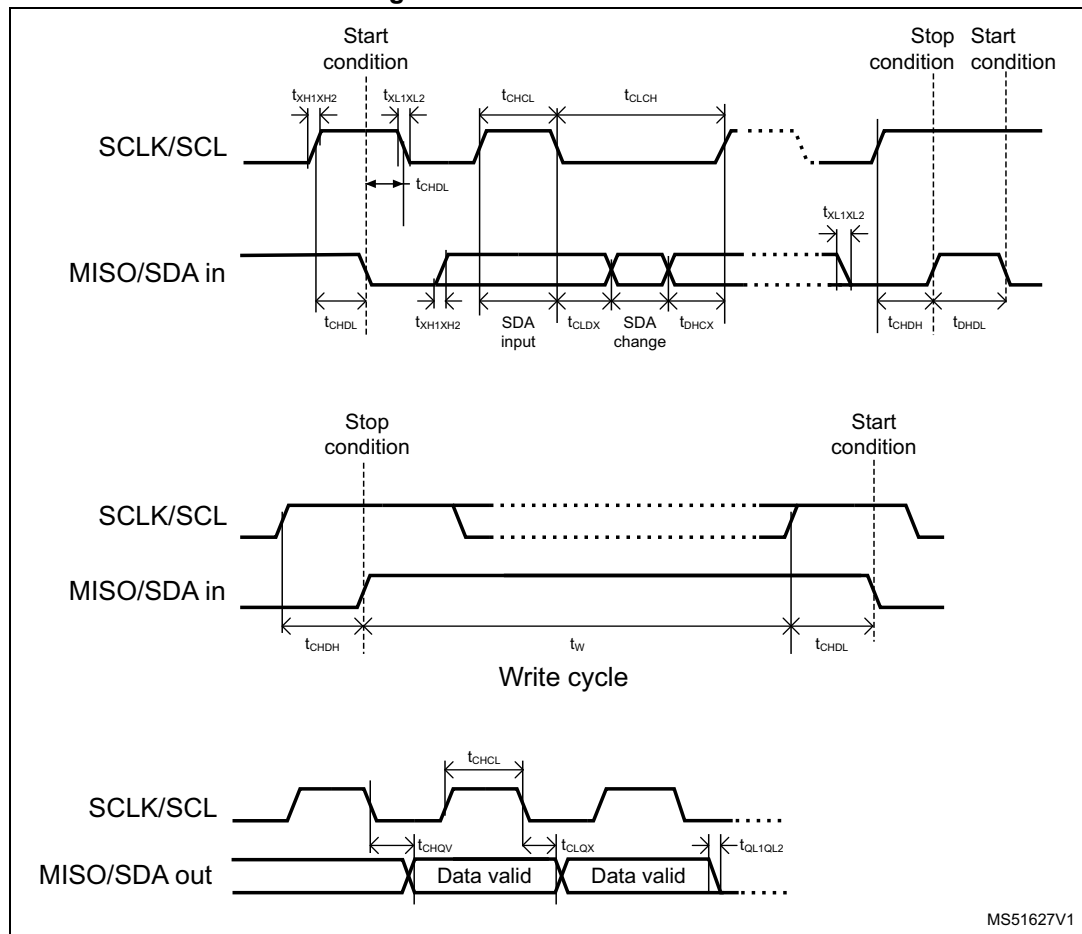 Start
condition
Stop Start
condition condition
tXH1XH2 tXL1XL2 tCHCL tCLCH
SCLK/SCL
tCHDL
tXL1XL2
MISO/SDA in
tCHDL tXH1XH2 SDA input tCLDX SDA change tDHCX tCHDH tDHDL
Stop
condition
Start
condition
SCLK/SCL
MISO/SDA in
tCHDH tW tCHDL
Write cycle
tCHCL
SCLK/SCL
tCHQV tCLQX tQL1QL2
MISO/SDA out Data valid Data valid
MS51627V1